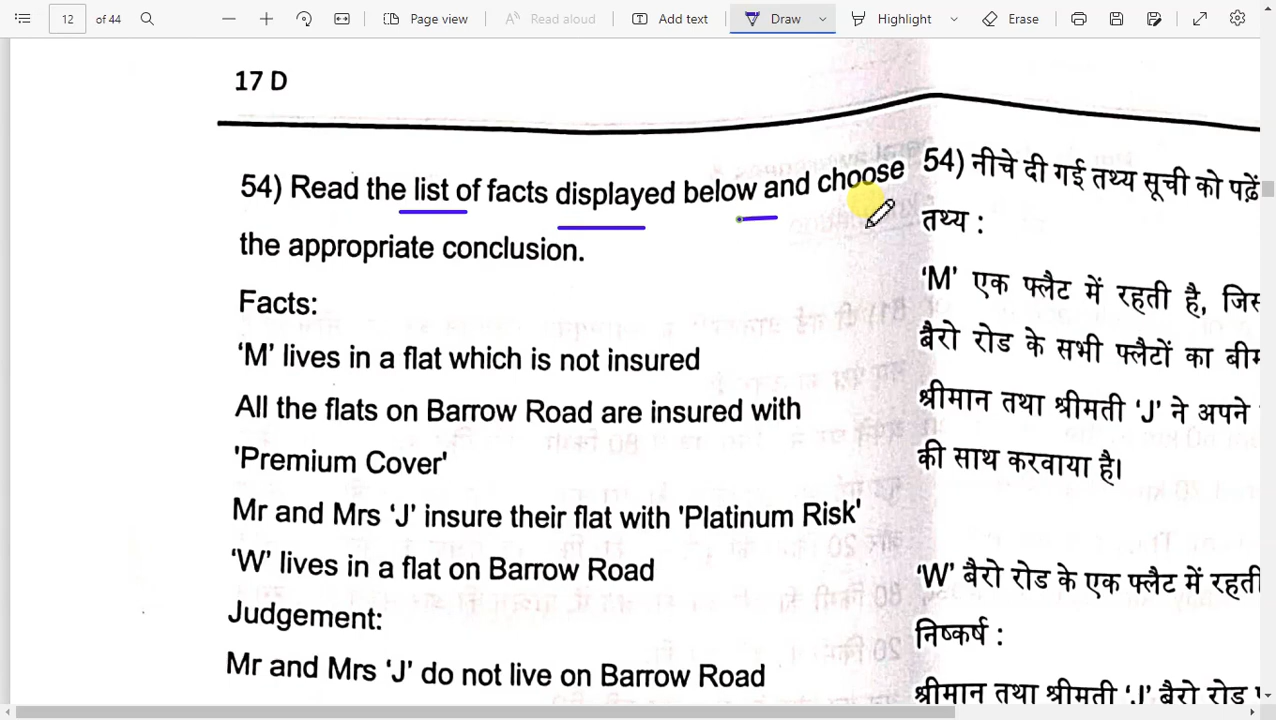 12 of 44 Page view Read aloud Add text Draw Highlight Erase
17 D
54) Read the list of facts displayed below and choose
the appropriate conclusion.
Facts:
‘M’ lives in a flat which is not insured
All the flats on Barrow Road are insured with
'Premium Cover'
Mr and Mrs ‘J’ insure their flat with 'Platinum Risk'
‘W’ lives in a flat on Barrow Road
Judgement:
Mr and Mrs ‘J’ do not live on Barrow Road
54) नीचे दी गई तथ्य सूची को पढ़ें
तथ्य :
‘M’ एक फ्लैट में रहती है,
बैरो रोड के सभी फ्लैटों का
श्रीमान तथा श्रीमती ‘J’ ने अपने
की साथ करवाया है।
‘W’ बैरो रोड के एक फ्लैट में रहती
निष्कर्ष :
श्रीमान तथा श्रीमती ‘J’ बैरो रोड